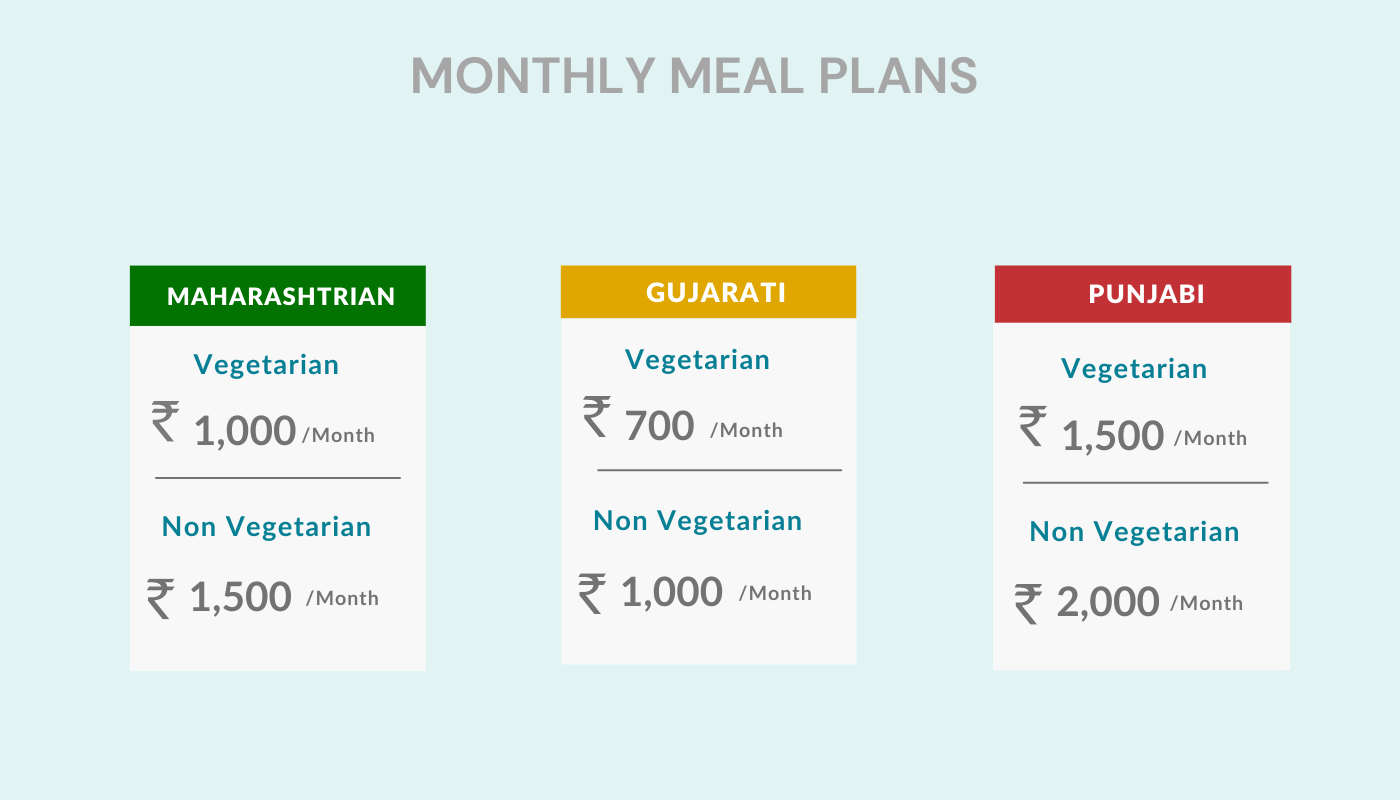 MONTHLY MEAL PLANS
MAHARASHTRIAN
Vegetarian
₹ 1,000 /Month
Non Vegetarian
₹ 1,500 /Month
GUJARATI
Vegetarian
₹ 700 /Month
Non Vegetarian
₹ 1,000 /Month
PUNJABI
Vegetarian
₹ 1,500 /Month
Non Vegetarian
₹ 2,000 /Month